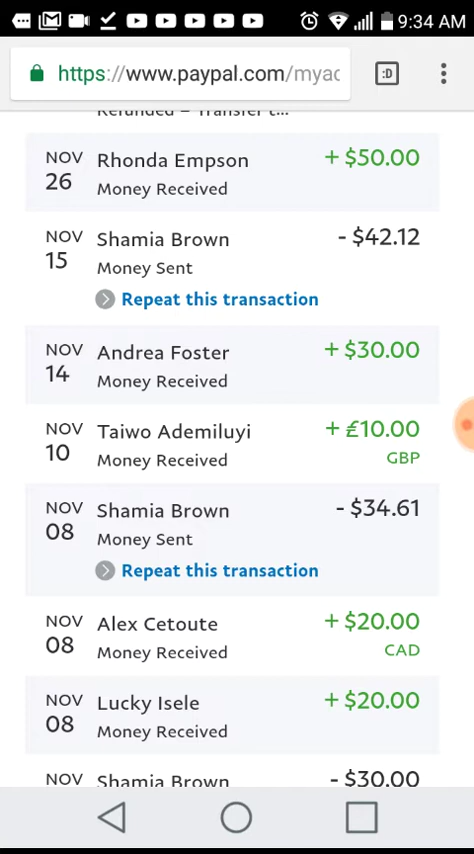 9:34 AM
https://www.paypal.com/myac
:D
Refunded – Transfer t...
NOV 26
Rhonda Empson
+ $50.00
Money Received
NOV 15
Shamia Brown
- $42.12
Money Sent
Repeat this transaction
NOV 14
Andrea Foster
+ $30.00
Money Received
NOV 10
Taiwo Ademiluyi
+ £10.00
Money Received
GBP
NOV 08
Shamia Brown
- $34.61
Money Sent
Repeat this transaction
NOV 08
Alex Cetoute
+ $20.00
Money Received
CAD
NOV 08
Lucky Isele
+ $20.00
Money Received
NOV
Shamia Brown
- $30.00